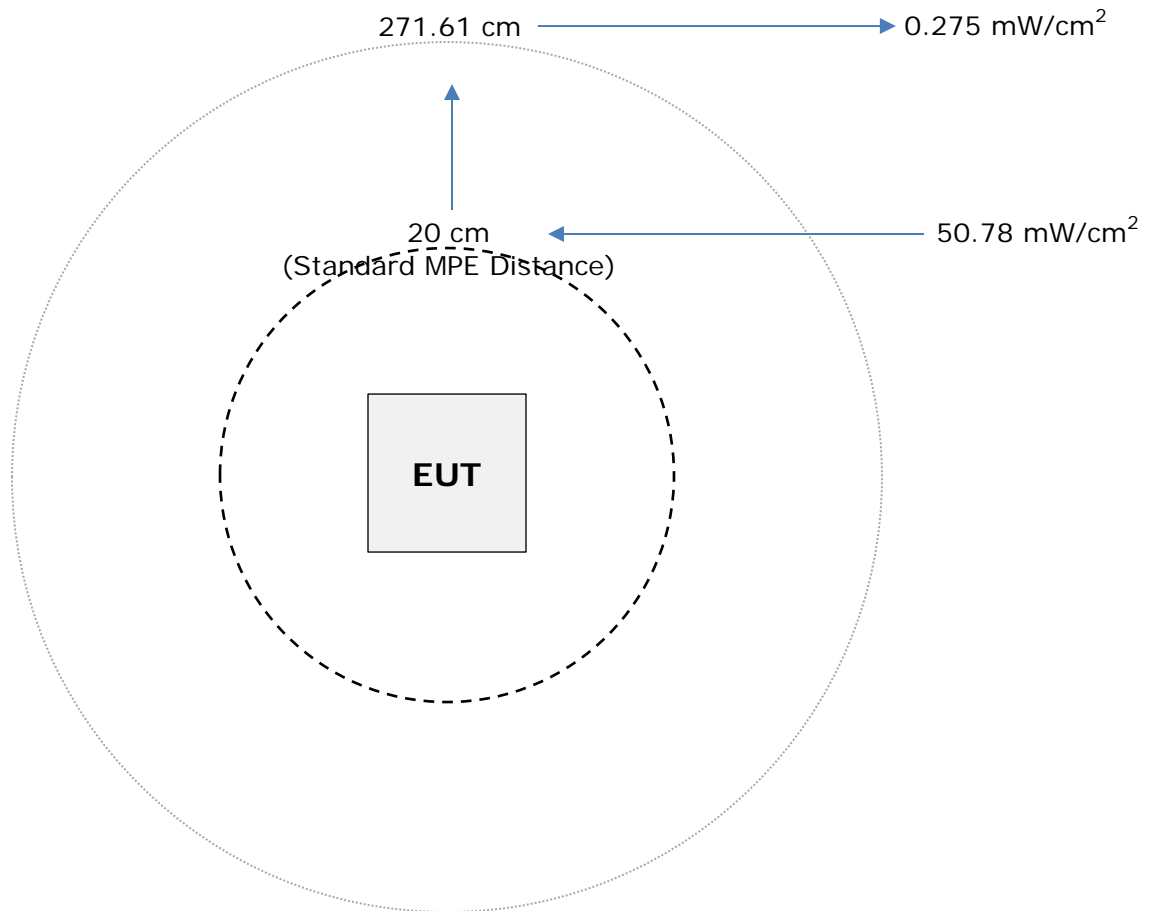 271.61 cm
0.275 mW/cm²
20 cm
50.78 mW/cm²
(Standard MPE Distance)
EUT